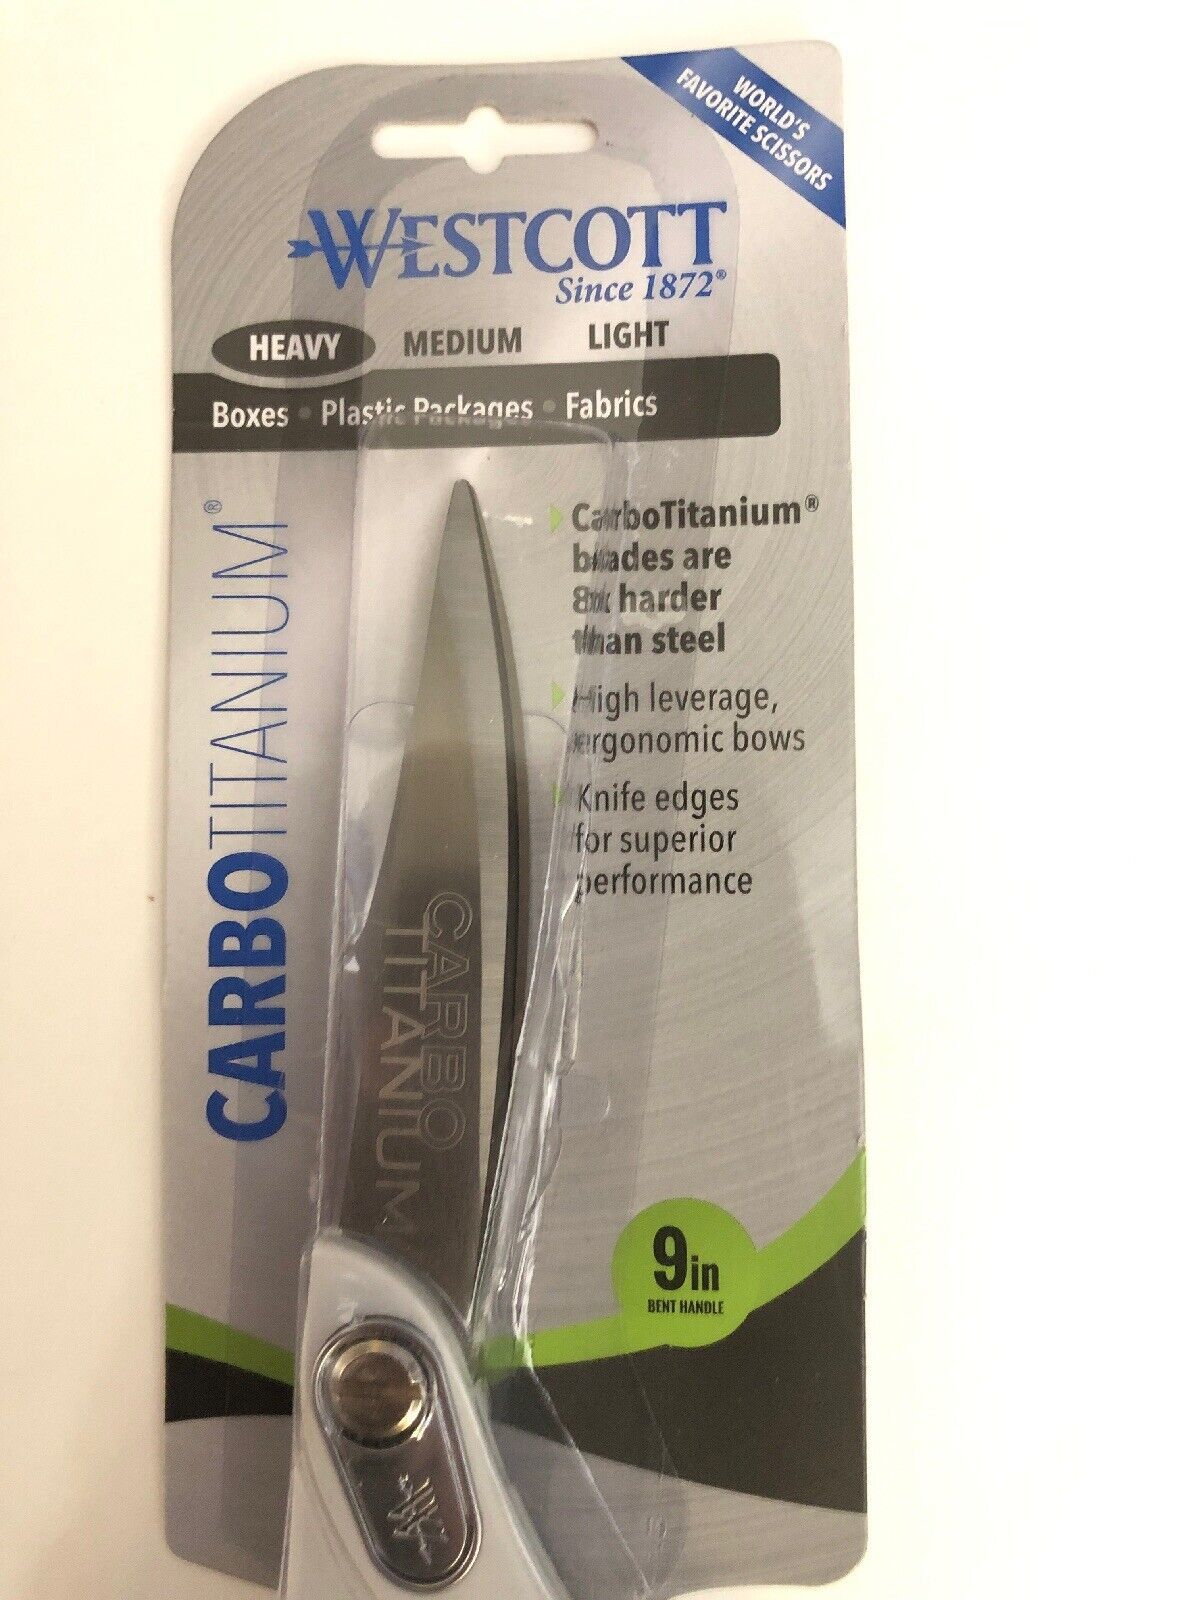 WORLD'S
FAVORITE SCISSORS
WESTCOTT
Since 1872®
HEAVY MEDIUM LIGHT
Boxes • Plastic Packages • Fabrics
CARBOTITANIUM®
CarboTitanium®
blades are
8x harder
than steel
High leverage,
ergonomic bows
Knife edges
for superior
performance
CARBO
TITANIUM
9in
BENT HANDLE